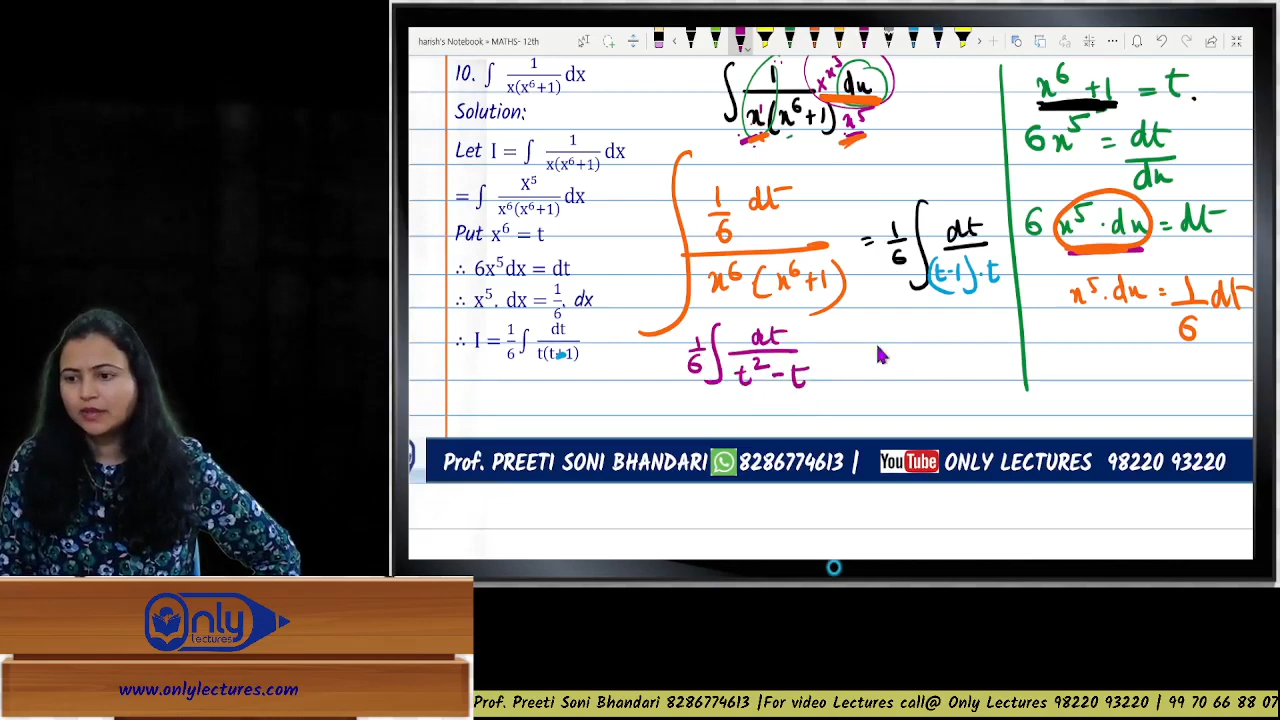 harish's Notebook » MATHS- 12th
10. ∫ 1/x(x⁶+1) dx
Solution:
Let I = ∫ 1/x(x⁶+1) dx
= ∫ x⁵/x⁶(x⁶+1) dx
Put x⁶ = t
∴ 6x⁵dx = dt
∴ x⁵. dx = 1/6, dx
∴ I = 1/6 ∫ dt/t(t+1)
∫ 1/x¹(x⁶+1) × x⁵ dx/x⁵
∫ 1/6 dt/x⁶(x⁶+1)
= 1/6 ∫ dt/(t-1)·t
1/6 ∫ dt/t²-t
x⁶ +1 = t.
6x⁵ = dt/dx
6 x⁵·dx = dt
x⁵·dx = 1/6 dt
Prof. PREETI SONI BHANDARI 8286774613 | YouTube ONLY LECTURES 98220 93220
Only
lectures
www.onlylectures.com
Prof. Preeti Soni Bhandari 8286774613 |For video Lectures call@ Only Lectures 98220 93220 | 99 70 66 88 07